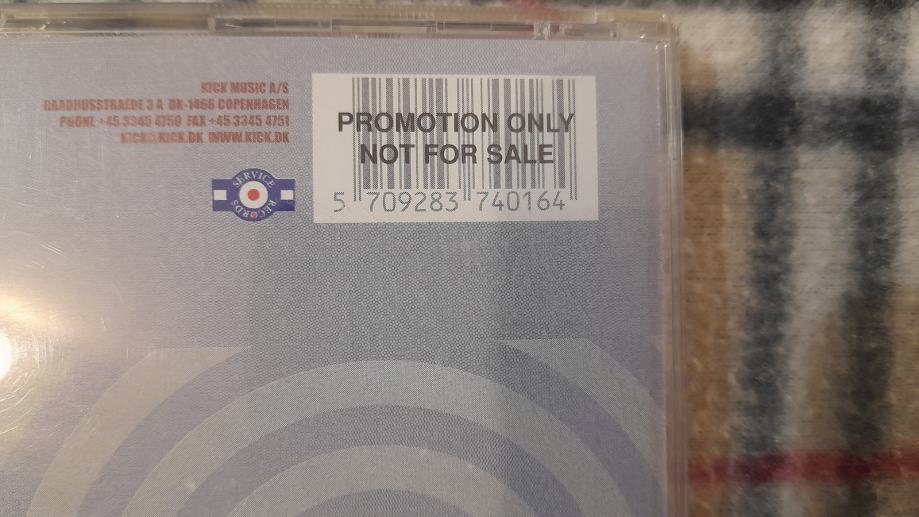 KICK MUSIC A/S
RAADHUSSTRAEDE 3 A DK-1466 COPENHAGEN
PHONE +45 3345 4750 FAX +45 3345 4751
KICK@KICK.DK WWW.KICK.DK
SERVICE
RECORDS
PROMOTION ONLY
NOT FOR SALE
5 709283 740164